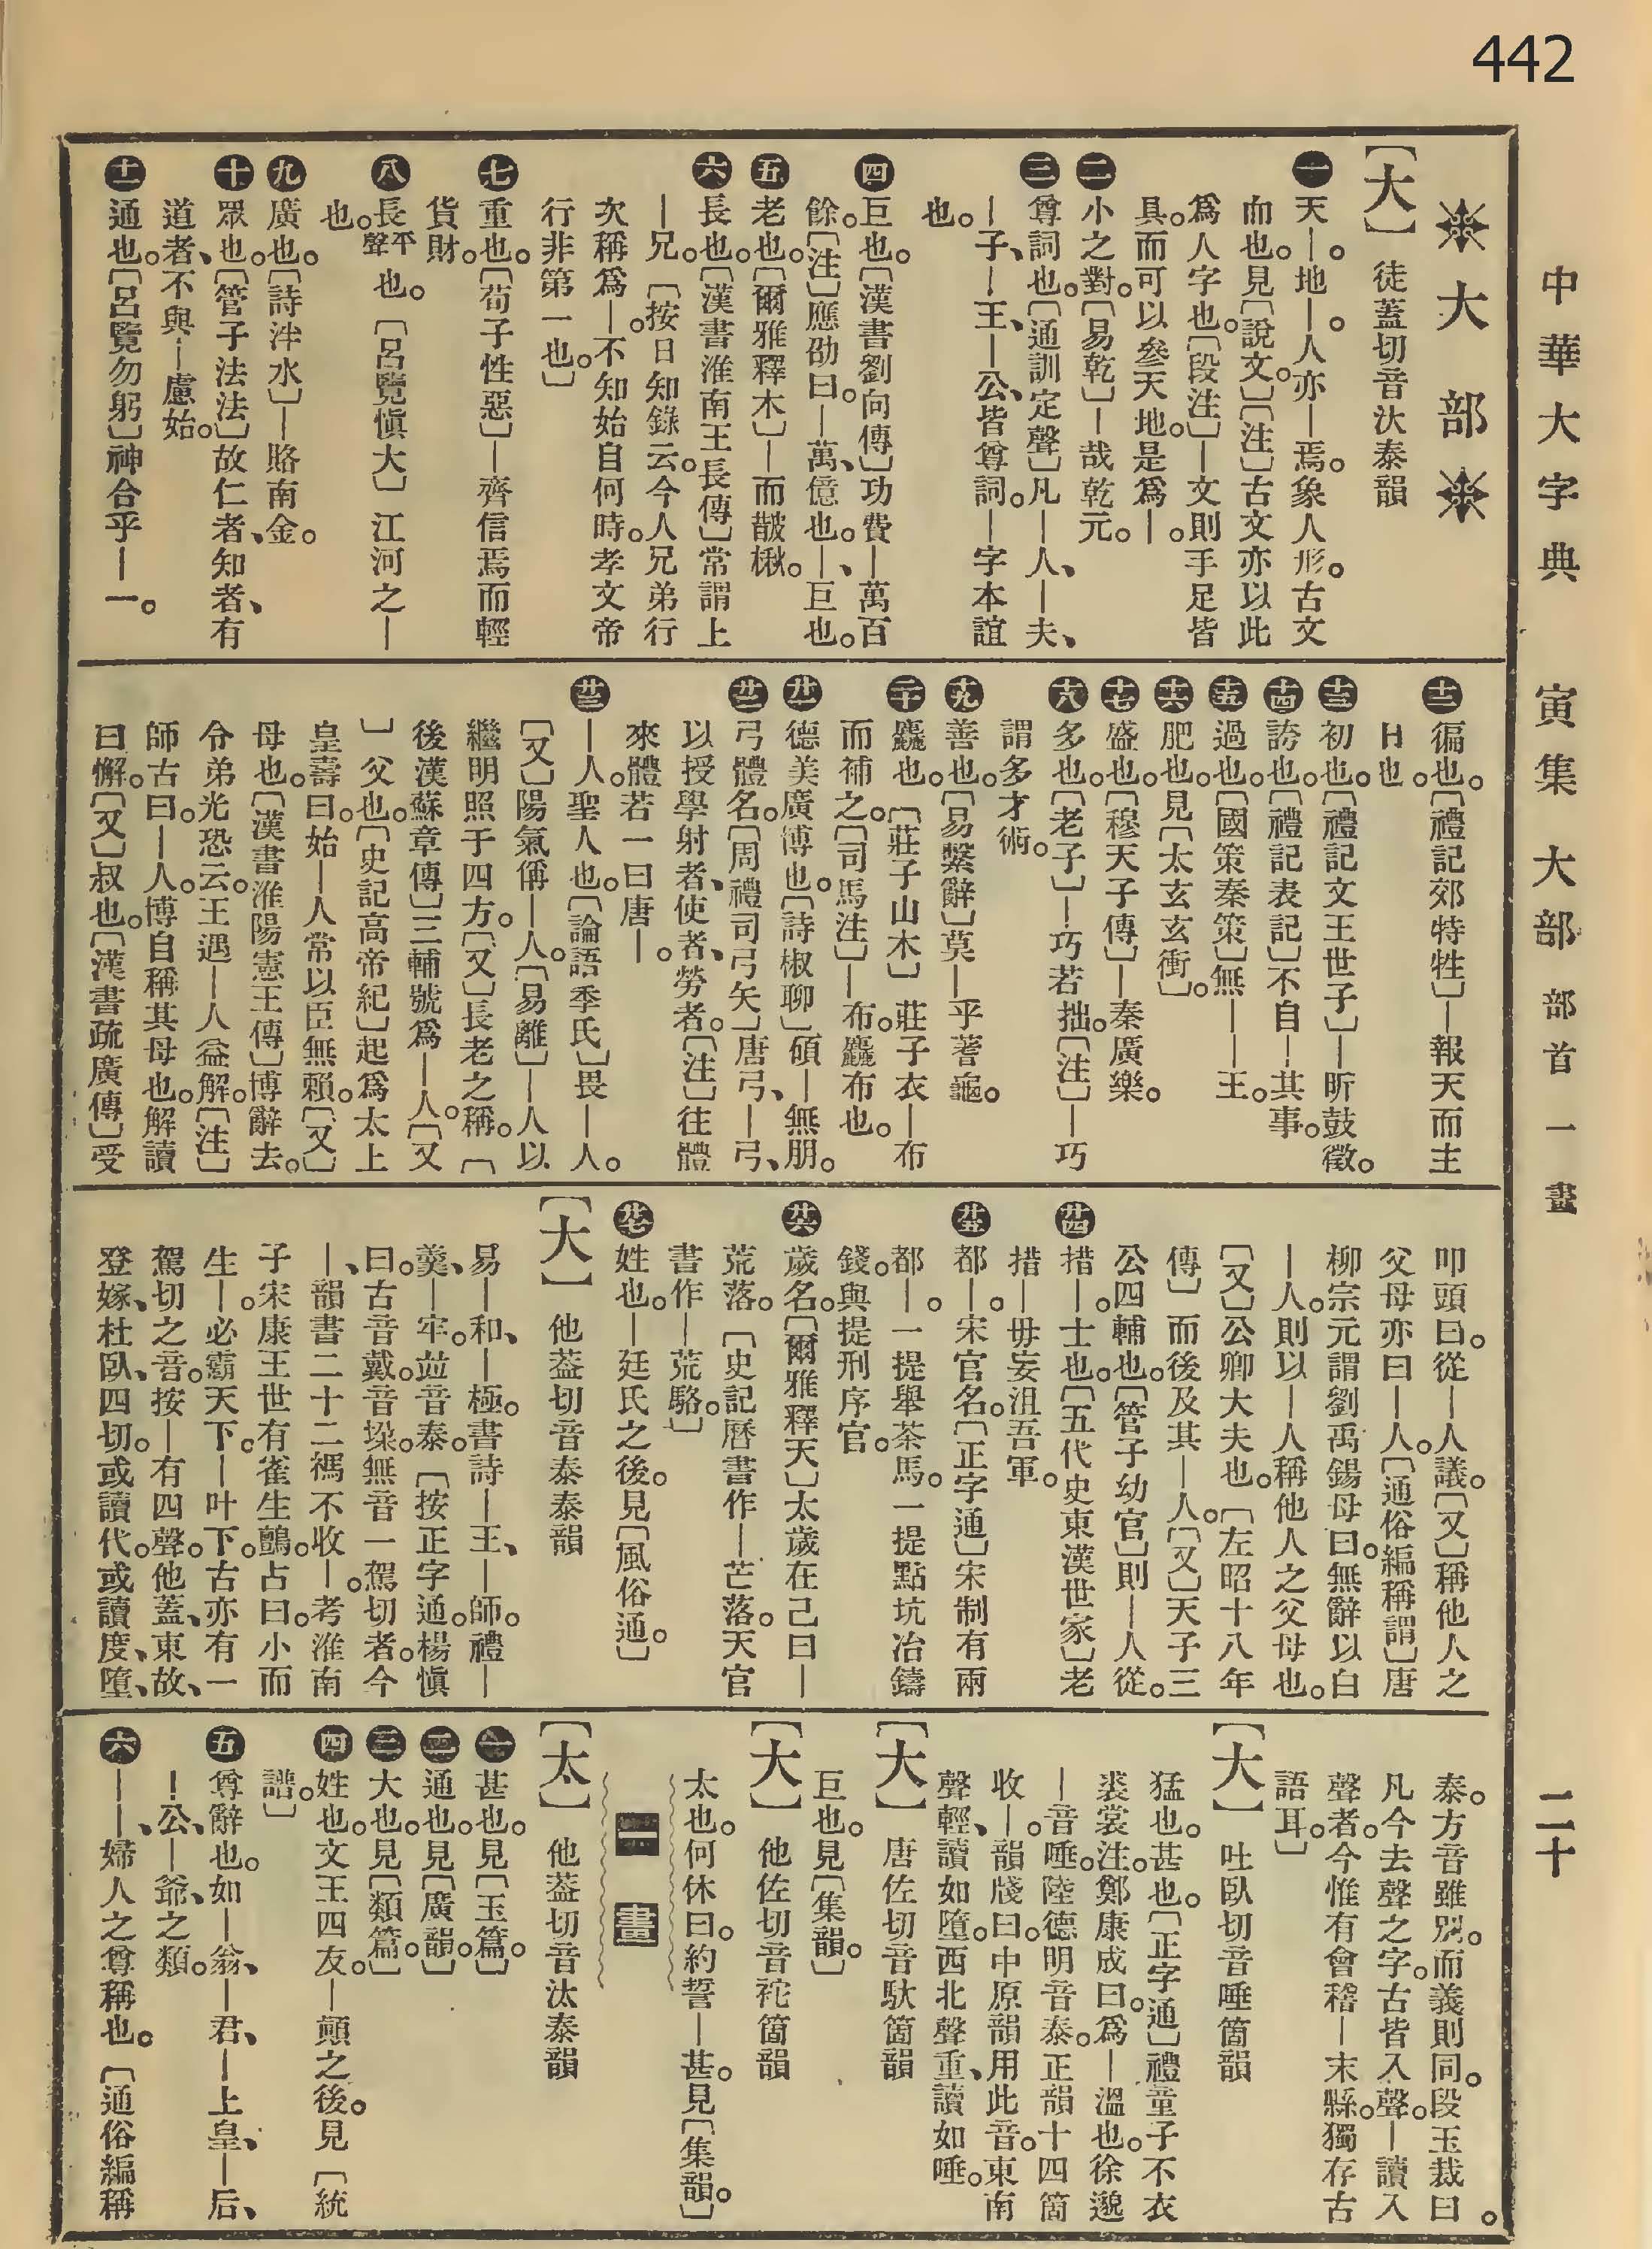 442
中華大字典　寅集　大部　部首　一畫　二十
大部
【大】徒蓋切音汏泰韻
㊀天―。地―。人亦―焉。象人形。古文
而也。見〔說文。〕〔注〕古文亦以此
爲人字也。〔段注〕―文則手足皆
具。而可以參天地。是爲―。
㊁小之對。〔易乾〕―哉乾元。
㊂尊詞也。〔通訓定聲〕凡―人、―夫、
―子、―王、―公、皆尊詞。―字本誼
也。
㊃巨也。〔漢書劉向傳〕功費―萬百
餘。〔注〕應劭曰。―萬、億也。―、巨也。
㊄老也。〔爾雅釋木〕―而皵楸。
㊅長也。〔漢書淮南王長傳〕常謂上
―兄。〔按日知錄云。今人兄弟行
次稱爲―。不知始自何時。孝文帝
行非第一也。〕
㊆重也。〔荀子性惡〕―齊信焉而輕
貨財。
㊇長平聲也。〔呂覽愼大〕江河之―
也。
㊈廣也。〔詩泮水〕―賂南金。
㊉眾也。〔管子法法〕故仁者、知者、有
道者、不與―慮始。
十一通也。〔呂覽勿躬〕神合乎―一。
十二徧也。〔禮記郊特牲〕―報天而主
日也。
十三初也。〔禮記文王世子〕―昕鼓徵。
十四誇也。〔禮記表記〕不自―其事。
十五過也。〔國策秦策〕無――王。
十六肥也。見〔太玄玄衝〕。
十七盛也。〔穆天子傳〕―秦廣樂。
十八多也。〔老子〕―巧若拙。〔注〕―巧
謂多才術。
十九善也。〔易繫辭〕莫―乎蓍龜。
二十麤也。〔莊子山木〕莊子衣―布
而補之。〔司馬注〕―布。麤布也。
廿一德美廣博也。〔詩椒聊〕碩―無朋。
廿二弓體名。〔周禮司弓矢〕唐弓、―弓、
以授學射者、使者、勞者。〔注〕往體
來體若一曰唐―。
廿三―人。聖人也。〔論語季氏〕畏―人。
〔又〕陽氣偁―人。〔易離〕―人以
繼明照于四方。〔又〕長老之稱。〔
後漢蘇章傳〕三輔號爲―人。〔又
〕父也。〔史記高帝紀〕起爲太上
皇壽曰。始―人常以臣無賴。〔又〕
母也。〔漢書淮陽憲王傳〕博辭去。
令弟光恐云。王遇―人益解。〔注〕
師古曰。―人。博自稱其母也。解讀
曰懈。〔又〕叔也。〔漢書疏廣傳〕受
叩頭曰。從―人議。〔又〕稱他人之
父母亦曰―人。〔通俗編稱謂〕唐
柳宗元謂劉禹錫母曰。無辭以白
―人。則以―人稱他人之父母也。
〔又〕公卿大夫也。〔左昭十八年
傳〕而後及其―人。〔又〕天子三
公四輔也。〔管子幼官〕則―人從。
廿四措―。士也。〔五代史東漢世家〕老
措―毋妄沮吾軍。
廿五都―。宋官名。〔正字通〕宋制有兩
都―。一提舉茶馬。一提點坑冶鑄
錢。與提刑序官。
廿六歲名。〔爾雅釋天〕太歲在己曰―
荒落。〔史記曆書作―芒落。天官
書作―荒駱。〕
廿七姓也。―廷氏之後。見〔風俗通。〕
【大】他葢切音泰泰韻
易―和、―極。書詩―王、―師。禮―
羹、―牢。竝音泰。〔按正字通。楊愼
曰。古音戴。音垜。無音一駕切者。今
―、韻書二十二禡不收―。考淮南
子宋康王世有雀生鸇。占曰。小而
生―。必霸天下。―叶下。古亦有一
駕切之音。按―有四聲。他蓋、東故、
登嫁、杜臥、四切。或讀代。或讀度、墮、
泰。方音雖別。而義則同。段玉裁曰。
凡今去聲之字。古皆入聲。―讀入
聲者。今惟有會稽―末縣。獨存古
語耳。〕
【大】吐臥切音唾箇韻
猛也。甚也。〔正字通〕禮童子不衣
裘裳注。鄭康成曰。爲―溫也。徐邈
―音唾。陸德明音泰。正韻十四箇
收―。韻牋曰。中原韻用此音。東南
聲輕、讀如墮。西北聲重、讀如唾。
【大】唐佐切音馱箇韻
巨也。見〔集韻。〕
【大】他佐切音䄿箇韻
太也。何休曰。約誓―甚。見〔集韻。〕
一畫
【太】他葢切音汰泰韻
㊀甚也。見〔玉篇。〕
㊁通也。見〔廣韻。〕
㊂大也。見〔類篇。〕
㊃姓也。文王四友。―顛之後。見〔統
譜。〕
㊄尊辭也。如―翁、―君、―上皇、―后、
―公、―爺、之類。
㊅――、婦人之尊稱也。〔通俗編稱